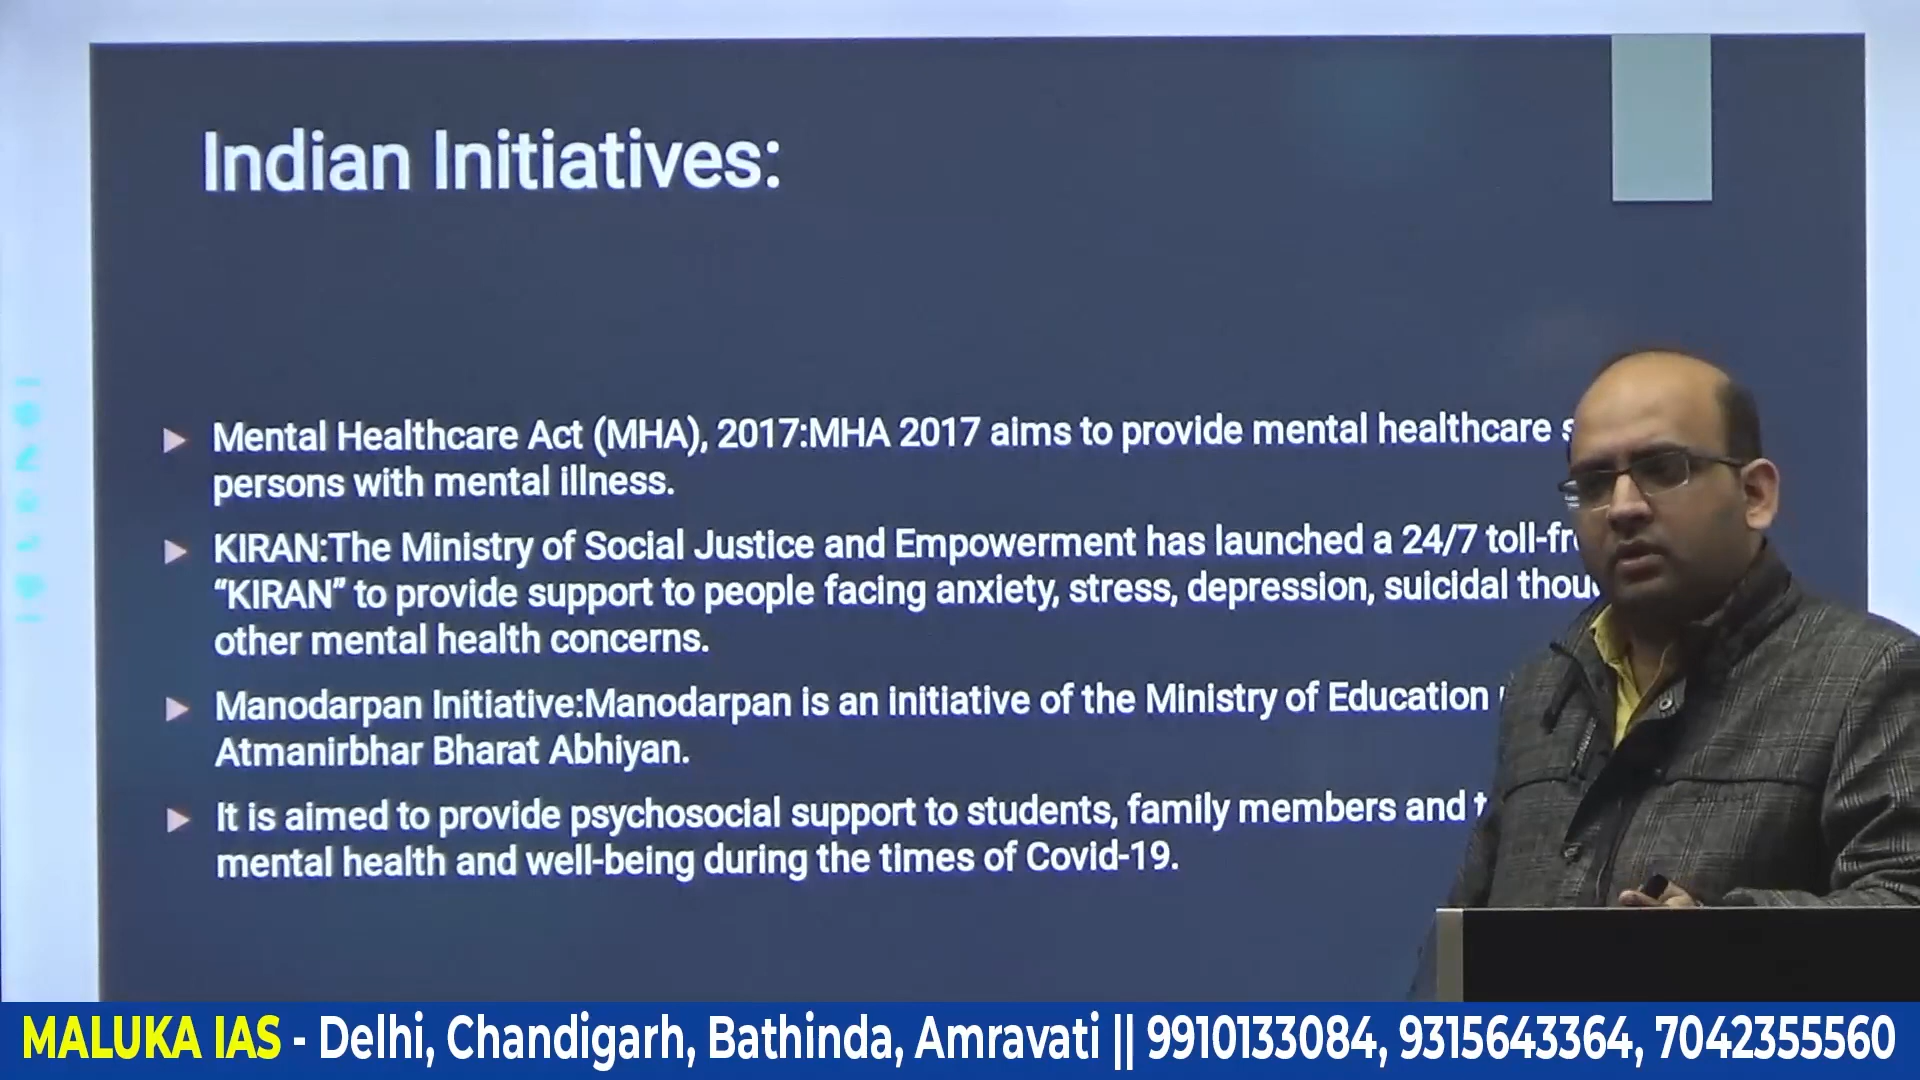 Indian Initiatives:
Mental Healthcare Act (MHA), 2017:MHA 2017 aims to provide mental healthcare
persons with mental illness.
KIRAN:The Ministry of Social Justice and Empowerment has launched a 24/7
“KIRAN” to provide support to people facing anxiety, stress, depression, suicidal
other mental health concerns.
Manodarpan Initiative:Manodarpan is an initiative of the Ministry of Education
Atmanirbhar Bharat Abhiyan.
It is aimed to provide psychosocial support to students, family members and
mental health and well-being during the times of Covid-19.
MALUKA IAS - Delhi, Chandigarh, Bathinda, Amravati || 9910133084, 9315643364, 7042355560